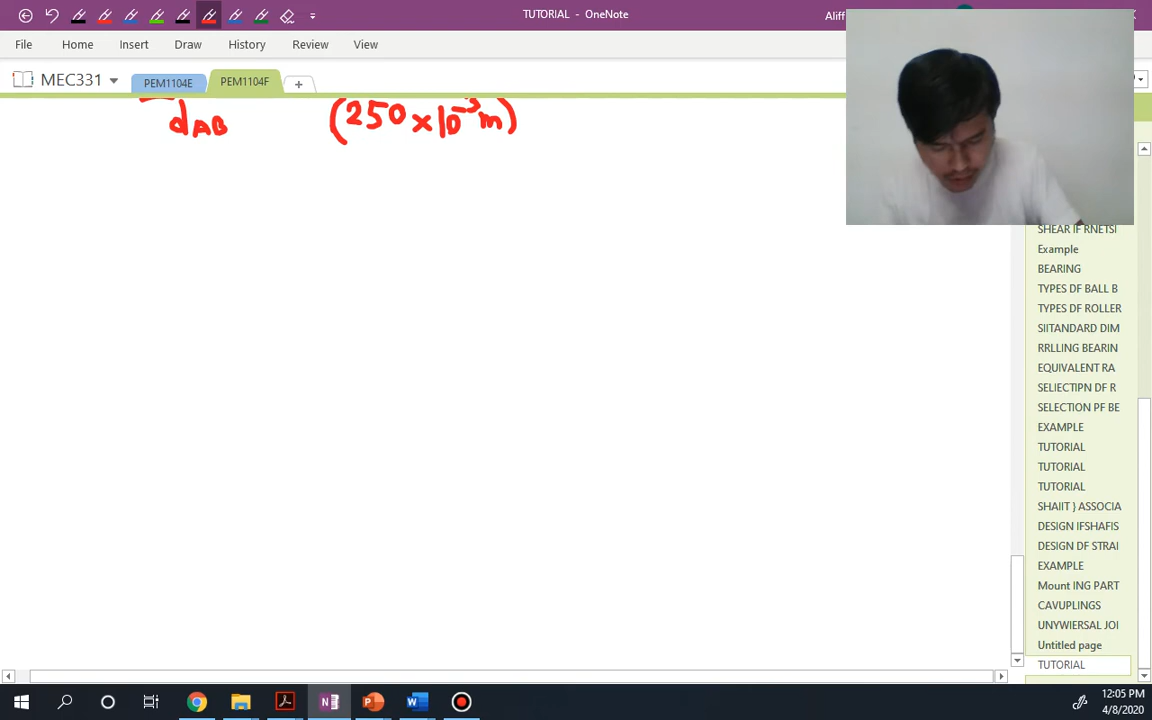 TUTORIAL - OneNote
Aliff
File Home Insert Draw History Review View
MEC331 PEM1104E PEM1104F
dAB (250 × 10⁻³ m)
SHEAR IF RNETSI
Example
BEARING
TYPES DF BALL B
TYPES DF ROLLER
SIITANDARD DIM
RRLLING BEARIN
EQUIVALENT RA
SELIECTIPN DF R
SELECTION PF BE
EXAMPLE
TUTORIAL
TUTORIAL
TUTORIAL
SHAIIT } ASSOCIA
DESIGN IFSHAFIS
DESIGN DF STRAI
EXAMPLE
Mount ING PART
CAVUPLINGS
UNYWIERSAL JOI
Untitled page
TUTORIAL
12:05 PM
4/8/2020